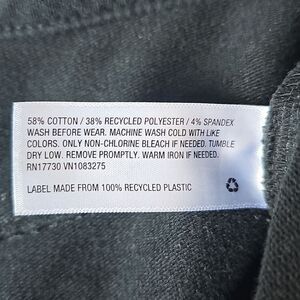 58% COTTON / 38% RECYCLED POLYESTER / 4% SPANDEX
WASH BEFORE WEAR. MACHINE WASH COLD WITH LIKE
COLORS. ONLY NON-CHLORINE BLEACH IF NEEDED. TUMBLE
DRY LOW. REMOVE PROMPTLY. WARM IRON IF NEEDED.
RN17730 VN1083275
LABEL MADE FROM 100% RECYCLED PLASTIC